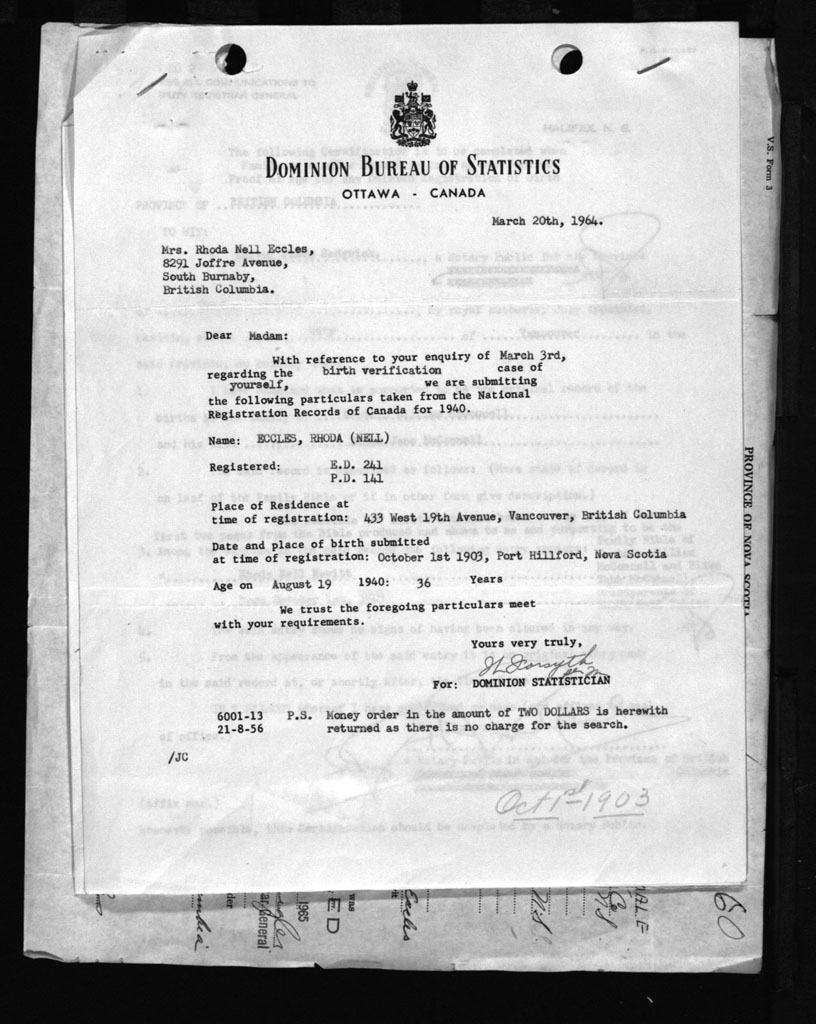 DOMINION BUREAU OF STATISTICS
OTTAWA - CANADA
March 20th, 1964.
Mrs. Rhoda Nell Eccles,
8291 Joffre Avenue,
South Burnaby,
British Columbia.
Dear Madam:
With reference to your enquiry of March 3rd,
regarding the birth verification case of
yourself, we are submitting
the following particulars taken from the National
Registration Records of Canada for 1940.
Name: ECCLES, RHODA (NELL)
Registered: E.D. 241
P.D. 141
Place of Residence at
time of registration: 433 West 19th Avenue, Vancouver, British Columbia
Date and place of birth submitted
at time of registration: October 1st 1903, Port Hillford, Nova Scotia
Age on August 19 1940: 36 Years
We trust the foregoing particulars meet
with your requirements.
Yours very truly,
For: DOMINION STATISTICIAN
6001-13 P.S. Money order in the amount of TWO DOLLARS is herewith
21-8-56 returned as there is no charge for the search.
/JC
Oct 1st 1903
V.S. Form 3
PROVINCE OF NOVA SCOTIA
1965
was
Eccles
N.S.
60